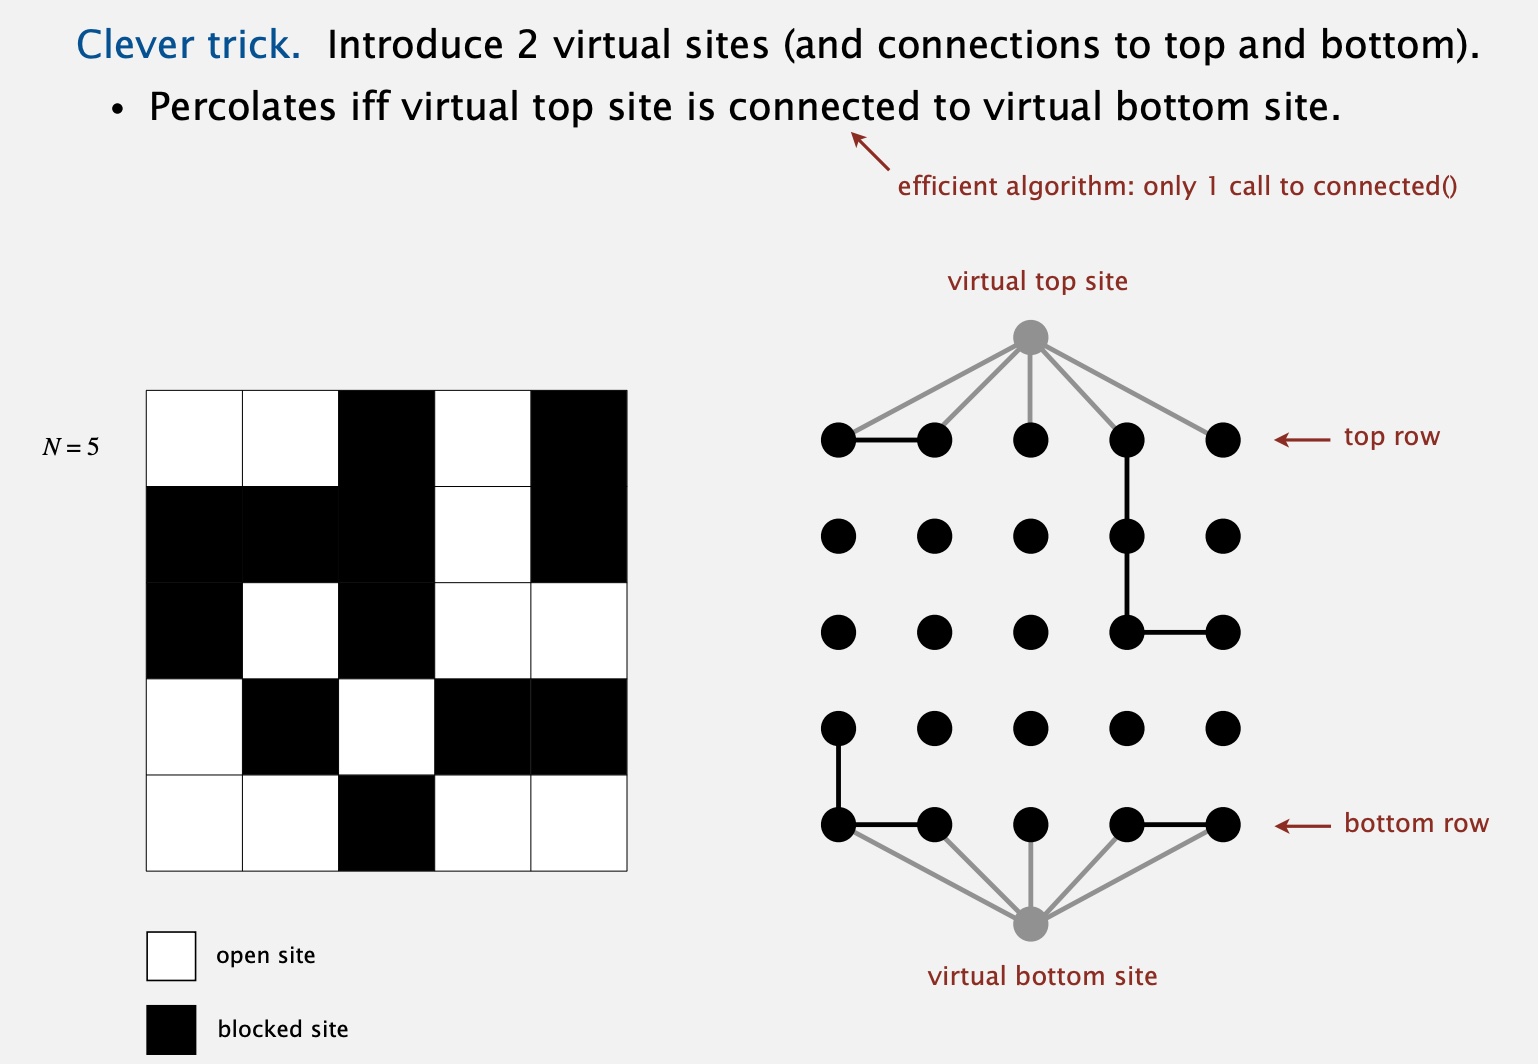 Clever trick. Introduce 2 virtual sites (and connections to top and bottom).
• Percolates iff virtual top site is connected to virtual bottom site.
efficient algorithm: only 1 call to connected()
virtual top site
N = 5
top row
bottom row
virtual bottom site
open site
blocked site